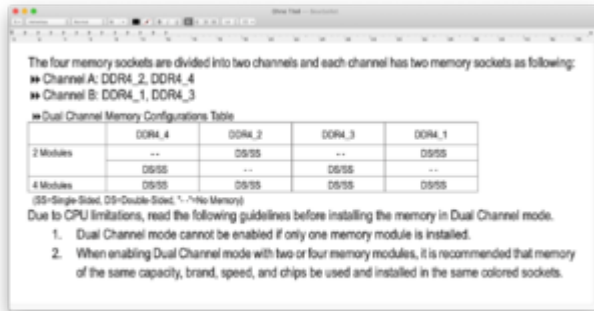 The four memory sockets are divided into two channels and each channel has two memory sockets as following:
▸▸ Channel A: DDR4_2, DDR4_4
▸▸ Channel B: DDR4_1, DDR4_3
▸▸ Dual Channel Memory Configurations Table
DDR4_4 DDR4_2 DDR4_3 DDR4_1
2 Modules - - DS/SS - - DS/SS
DS/SS - - DS/SS - -
4 Modules DS/SS DS/SS DS/SS DS/SS
(SS=Single-Sided, DS=Double-Sided, "- -"=No Memory)
Due to CPU limitations, read the following guidelines before installing the memory in Dual Channel mode.
1. Dual Channel mode cannot be enabled if only one memory module is installed.
2. When enabling Dual Channel mode with two or four memory modules, it is recommended that memory
of the same capacity, brand, speed, and chips be used and installed in the same colored sockets.